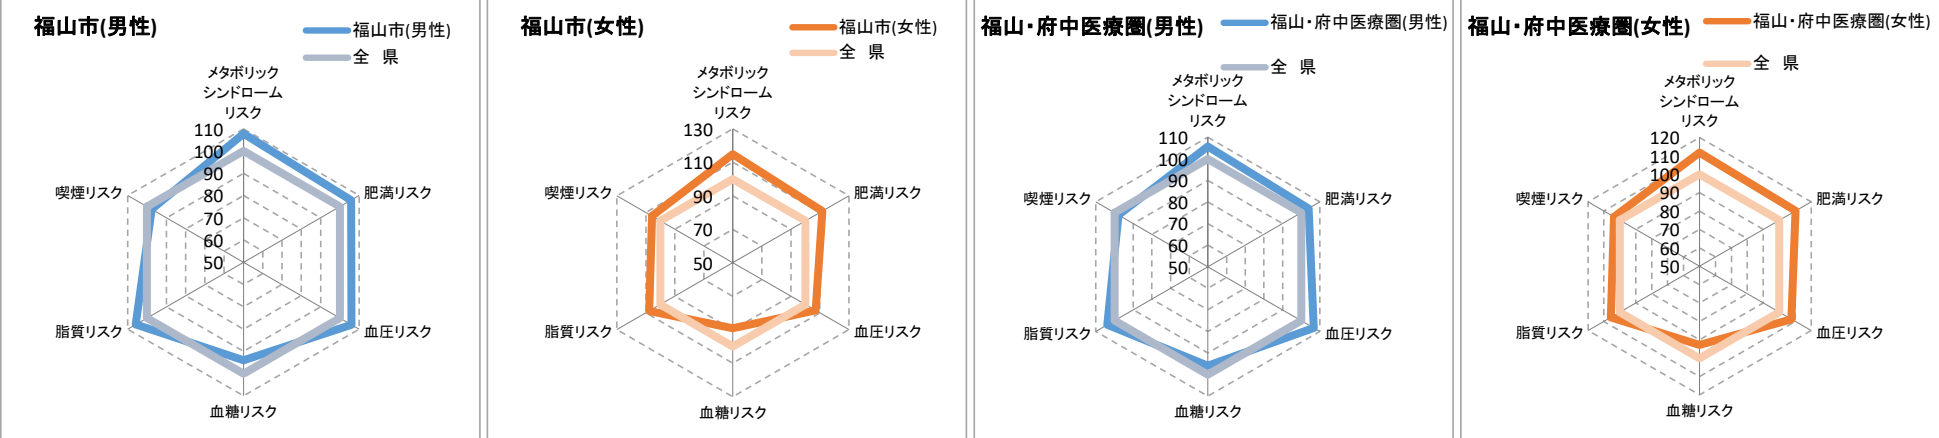 福山市(男性)
福山市(男性)
全 県
メタボリック
シンドローム
リスク
110
100
90
80
70
60
50
喫煙リスク
肥満リスク
脂質リスク
血圧リスク
血糖リスク
福山市(女性)
福山市(女性)
全 県
メタボリック
シンドローム
リスク
130
110
90
70
50
喫煙リスク
肥満リスク
脂質リスク
血圧リスク
血糖リスク
福山・府中医療圏(男性)
福山・府中医療圏(男性)
全 県
メタボリック
シンドローム
リスク
110
100
90
80
70
60
50
喫煙リスク
肥満リスク
脂質リスク
血圧リスク
血糖リスク
福山・府中医療圏(女性)
福山・府中医療圏(女性)
全 県
メタボリック
シンドローム
リスク
120
110
100
90
80
70
60
50
喫煙リスク
肥満リスク
脂質リスク
血圧リスク
血糖リスク